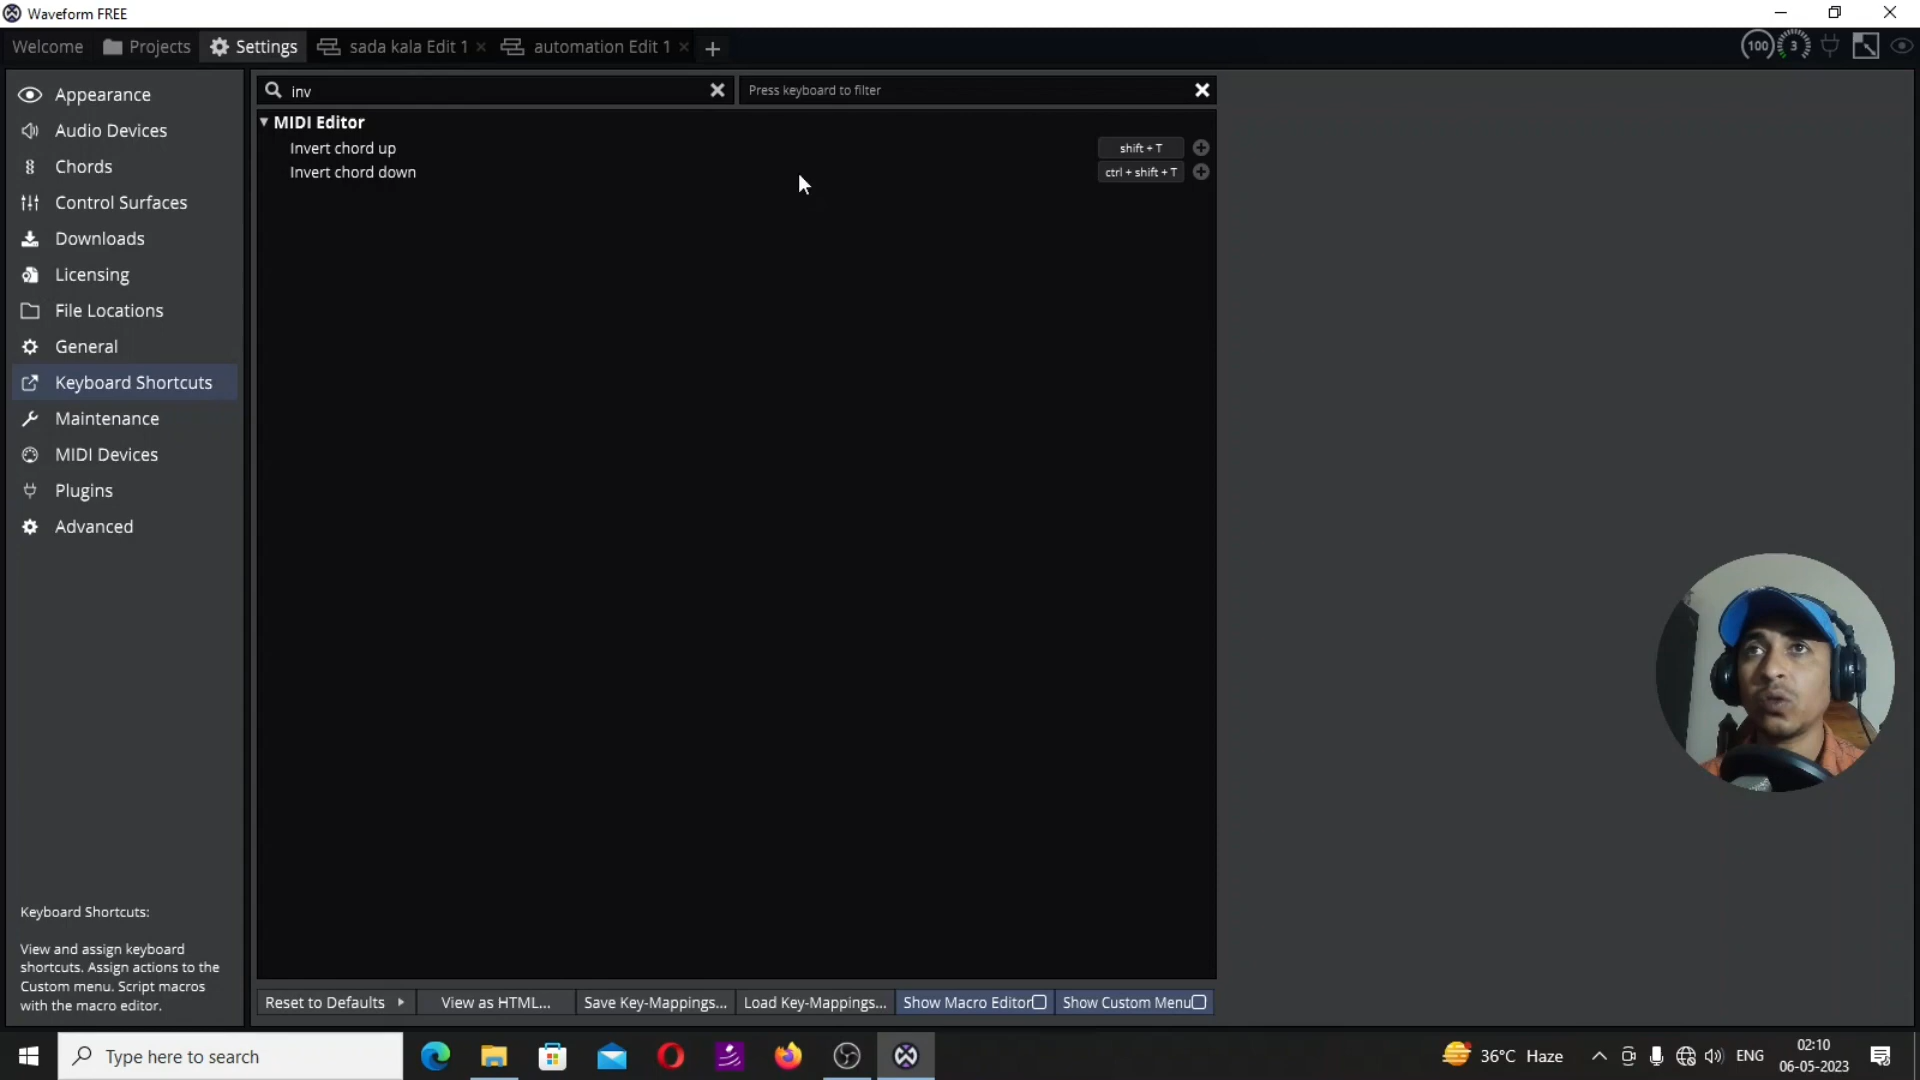 Waveform FREE
Welcome
Projects
Settings
sada kala Edit 1
automation Edit 1
100
3
Appearance
Audio Devices
Chords
Control Surfaces
Downloads
Licensing
File Locations
General
Keyboard Shortcuts
Maintenance
MIDI Devices
Plugins
Advanced
Keyboard Shortcuts:
View and assign keyboard
shortcuts. Assign actions to the
Custom menu. Script macros
with the macro editor.
inv
Press keyboard to filter
MIDI Editor
Invert chord up
shift + T
Invert chord down
ctrl + shift + T
Reset to Defaults
View as HTML...
Save Key-Mappings...
Load Key-Mappings...
Show Macro Editor
Show Custom Menu
Type here to search
36°C Haze
ENG
02:10
06-05-2023